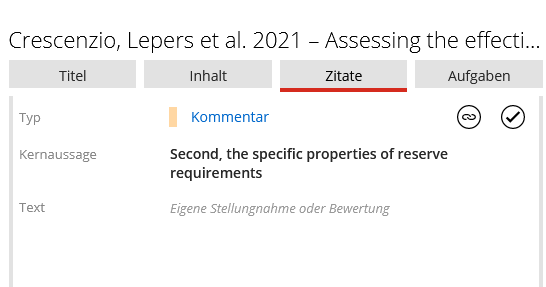 Crescenzio, Lepers et al. 2021 – Assessing the effecti...
Titel Inhalt Zitate Aufgaben
Typ Kommentar
Kernaussage Second, the specific properties of reserve
requirements
Text Eigene Stellungnahme oder Bewertung